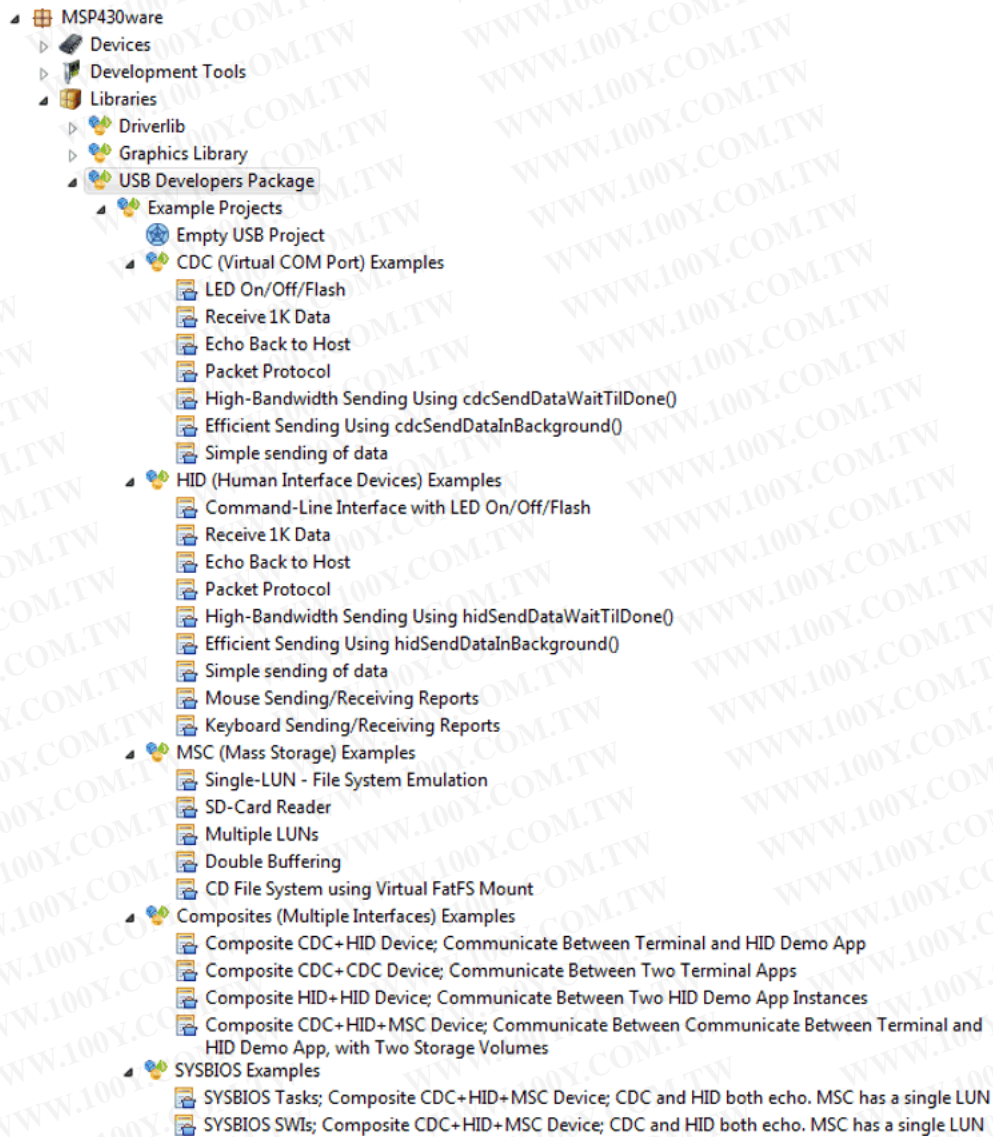 MSP430ware
Devices
Development Tools
Libraries
Driverlib
Graphics Library
USB Developers Package
Example Projects
Empty USB Project
CDC (Virtual COM Port) Examples
LED On/Off/Flash
Receive 1K Data
Echo Back to Host
Packet Protocol
High-Bandwidth Sending Using cdcSendDataWaitTilDone()
Efficient Sending Using cdcSendDataInBackground()
Simple sending of data
HID (Human Interface Devices) Examples
Command-Line Interface with LED On/Off/Flash
Receive 1K Data
Echo Back to Host
Packet Protocol
High-Bandwidth Sending Using hidSendDataWaitTilDone()
Efficient Sending Using hidSendDataInBackground()
Simple sending of data
Mouse Sending/Receiving Reports
Keyboard Sending/Receiving Reports
MSC (Mass Storage) Examples
Single-LUN - File System Emulation
SD-Card Reader
Multiple LUNs
Double Buffering
CD File System using Virtual FatFS Mount
Composites (Multiple Interfaces) Examples
Composite CDC+HID Device; Communicate Between Terminal and HID Demo App
Composite CDC+CDC Device; Communicate Between Two Terminal Apps
Composite HID+HID Device; Communicate Between Two HID Demo App Instances
Composite CDC+HID+MSC Device; Communicate Between Communicate Between Terminal and
HID Demo App, with Two Storage Volumes
SYSBIOS Examples
SYSBIOS Tasks; Composite CDC+HID+MSC Device; CDC and HID both echo. MSC has a single LUN
SYSBIOS SWIs; Composite CDC+HID+MSC Device; CDC and HID both echo. MSC has a single LUN
WWW.100Y.COM.TW